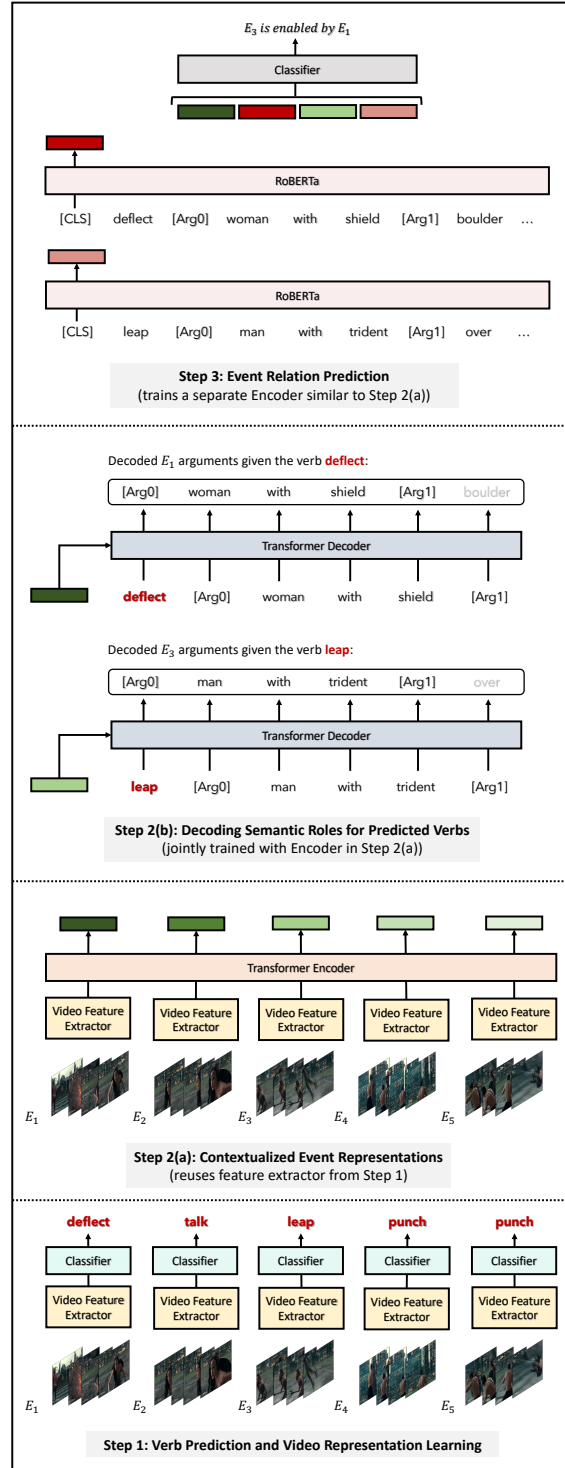 E3 is enabled by E1
Classifier
RoBERTa
[CLS] deflect [Arg0] woman with shield [Arg1] boulder ...
RoBERTa
[CLS] leap [Arg0] man with trident [Arg1] over ...
Step 3: Event Relation Prediction
(trains a separate Encoder similar to Step 2(a))
Decoded E1 arguments given the verb deflect:
[Arg0] woman with shield [Arg1] boulder
Transformer Decoder
deflect [Arg0] woman with shield [Arg1]
Decoded E3 arguments given the verb leap:
[Arg0] man with trident [Arg1] over
Transformer Decoder
leap [Arg0] man with trident [Arg1]
Step 2(b): Decoding Semantic Roles for Predicted Verbs
(jointly trained with Encoder in Step 2(a))
Transformer Encoder
Video Feature Video Feature Video Feature Video Feature Video Feature
Extractor Extractor Extractor Extractor Extractor
E1 E2 E3 E4 E5
Step 2(a): Contextualized Event Representations
(reuses feature extractor from Step 1)
deflect talk leap punch punch
Classifier Classifier Classifier Classifier Classifier
Video Feature Video Feature Video Feature Video Feature Video Feature
Extractor Extractor Extractor Extractor Extractor
E1 E2 E3 E4 E5
Step 1: Verb Prediction and Video Representation Learning